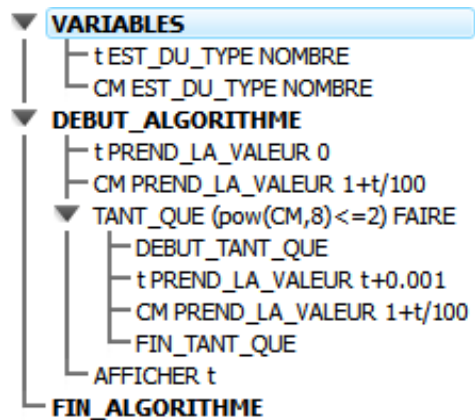 VARIABLES
t EST_DU_TYPE NOMBRE
CM EST_DU_TYPE NOMBRE
DEBUT_ALGORITHME
t PREND_LA_VALEUR 0
CM PREND_LA_VALEUR 1+t/100
TANT_QUE (pow(CM,8)<=2) FAIRE
DEBUT_TANT_QUE
t PREND_LA_VALEUR t+0.001
CM PREND_LA_VALEUR 1+t/100
FIN_TANT_QUE
AFFICHER t
FIN_ALGORITHME